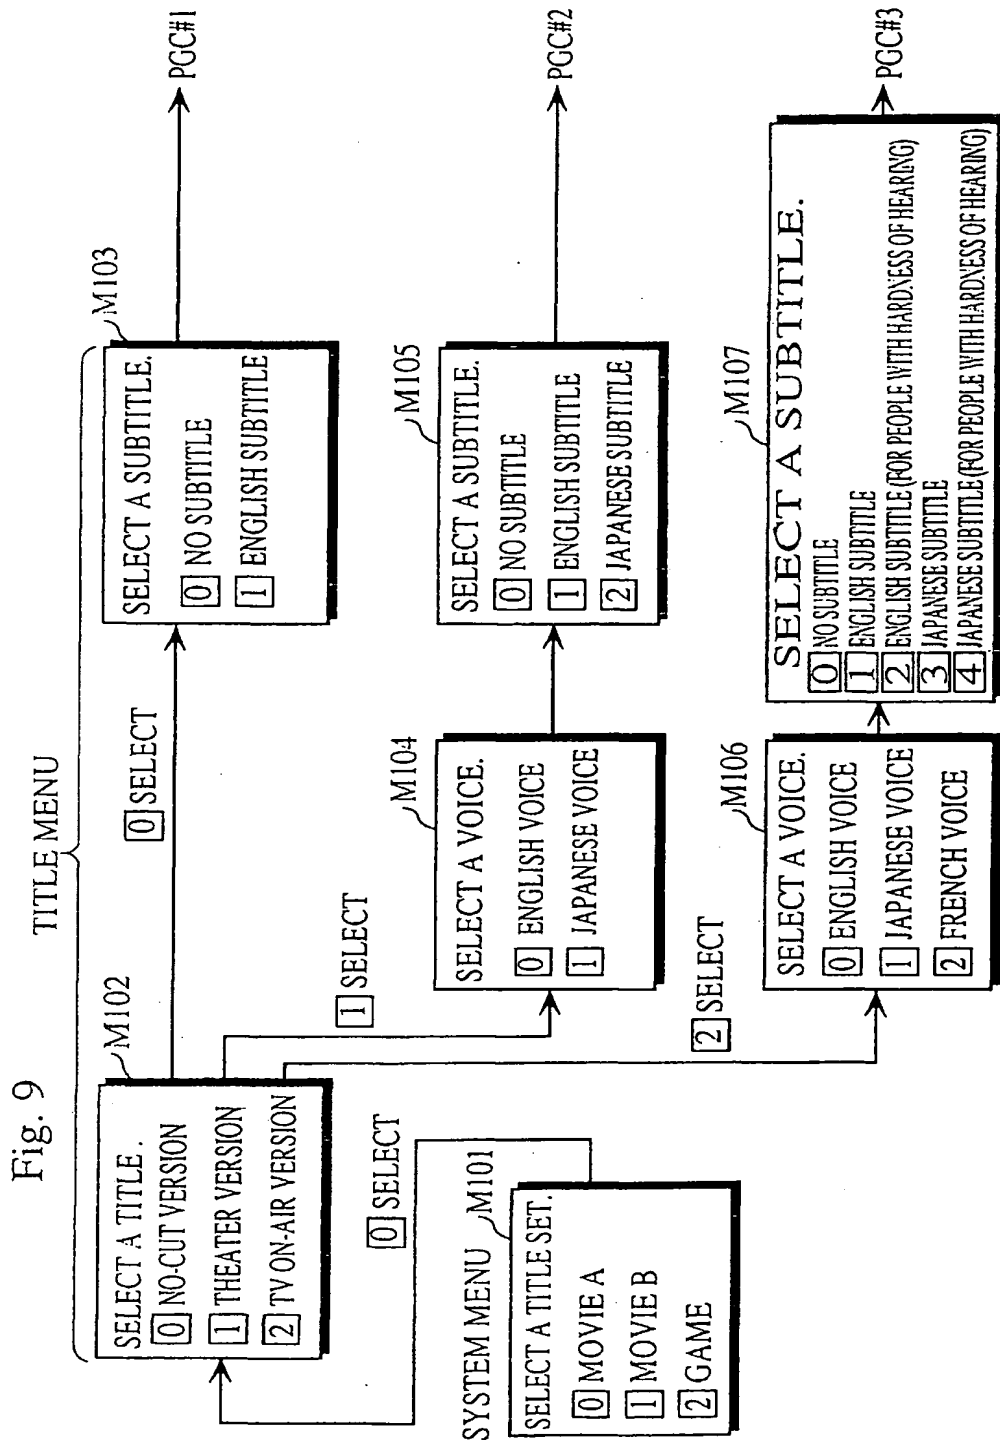 Fig. 9
TITLE MENU
M102
SELECT A TITLE.
0 NO-CUT VERSION
1 THEATER VERSION
2 TV ON-AIR VERSION
0 SELECT
M103
SELECT A SUBTITLE.
0 NO SUBTITLE
1 ENGLISH SUBTITLE
PGC#1
1 SELECT
M104
SELECT A VOICE.
0 ENGLISH VOICE
1 JAPANESE VOICE
M105
SELECT A SUBTITLE.
0 NO SUBTITLE
1 ENGLISH SUBTITLE
2 JAPANESE SUBTITLE
PGC#2
0 SELECT
SYSTEM MENU
M101
SELECT A TITLE SET.
0 MOVIE A
1 MOVIE B
2 GAME
2 SELECT
M106
SELECT A VOICE.
0 ENGLISH VOICE
1 JAPANESE VOICE
2 FRENCH VOICE
M107
SELECT A SUBTITLE.
0 NO SUBTITLE
1 ENGLISH SUBTITLE
2 ENGLISH SUBTITLE (FOR PEOPLE WITH HARDNESS OF HEARING)
3 JAPANESE SUBTITLE
4 JAPANESE SUBTITLE (FOR PEOPLE WITH HARDNESS OF HEARING)
PGC#3